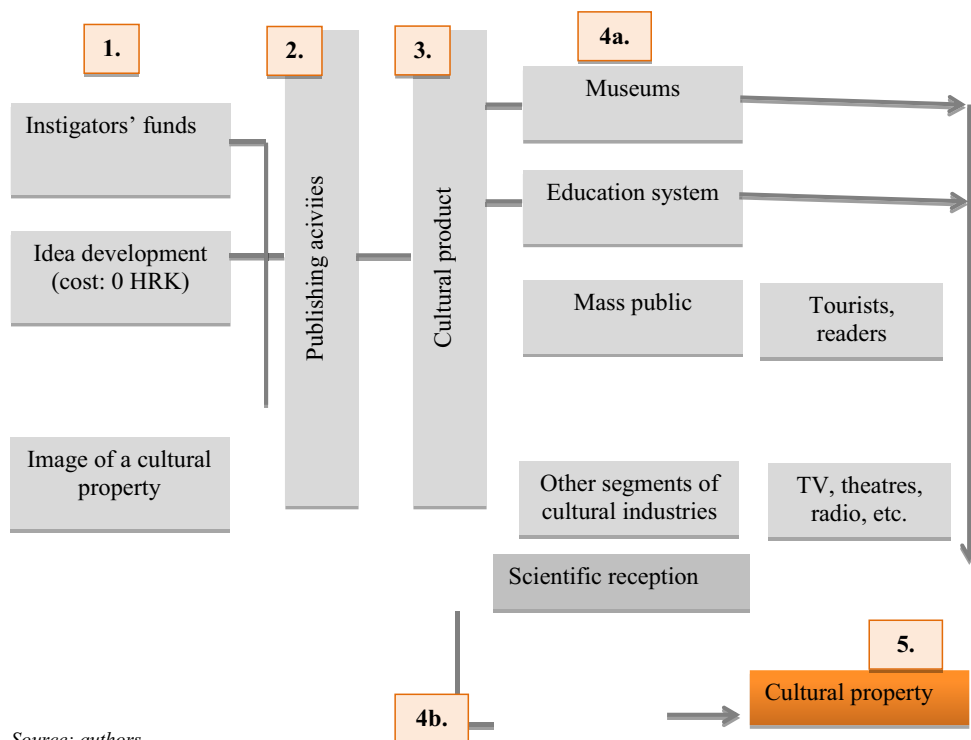 1.
2.
3.
4a.
Instigators’ funds
Idea development
(cost: 0 HRK)
Image of a cultural
property
Publishing aciviies
Cultural product
Museums
Education system
Mass public
Tourists,
readers
Other segments of
cultural industries
TV, theatres,
radio, etc.
Scientific reception
5.
Cultural property
4b.
Source: authors